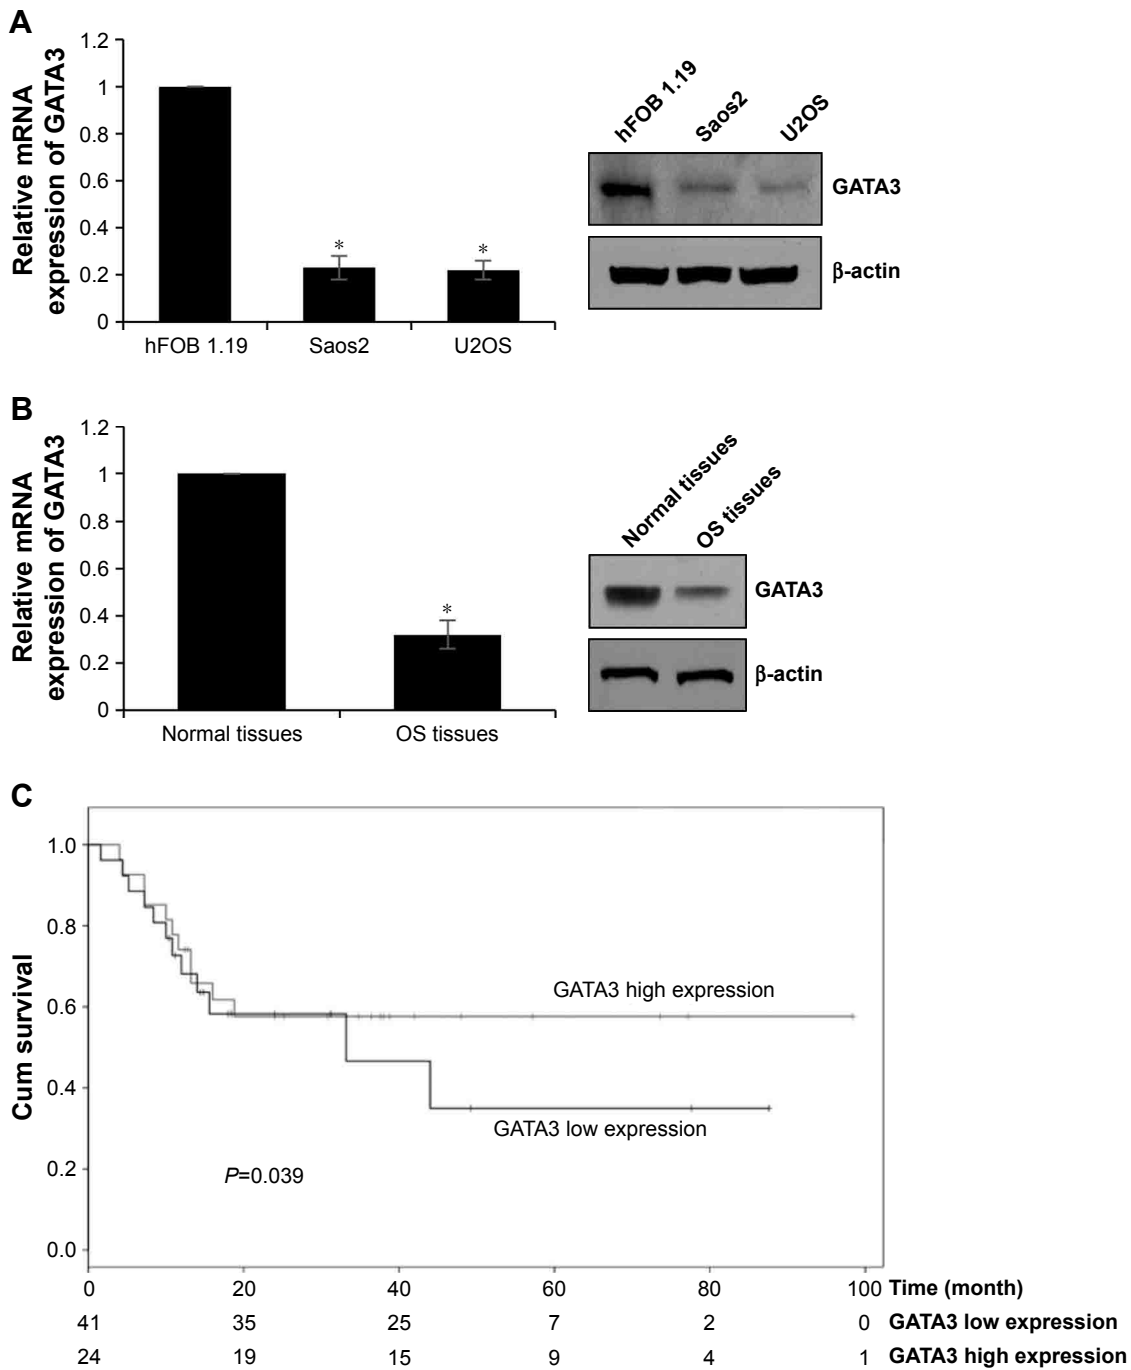 A
Relative mRNA
expression of GATA3
1.2
1
0.8
0.6
0.4
0.2
0
*
*
hFOB 1.19 Saos2 U2OS
hFOB 1.19 Saos2 U2OS
GATA3
β-actin
B
Relative mRNA
expression of GATA3
1.2
1
0.8
0.6
0.4
0.2
0
*
Normal tissues OS tissues
Normal tissues OS tissues
GATA3
β-actin
C
Cum survival
1.0
0.8
0.6
0.4
0.2
0.0
GATA3 high expression
GATA3 low expression
P=0.039
0 20 40 60 80 100 Time (month)
41 35 25 7 2 0 GATA3 low expression
24 19 15 9 4 1 GATA3 high expression